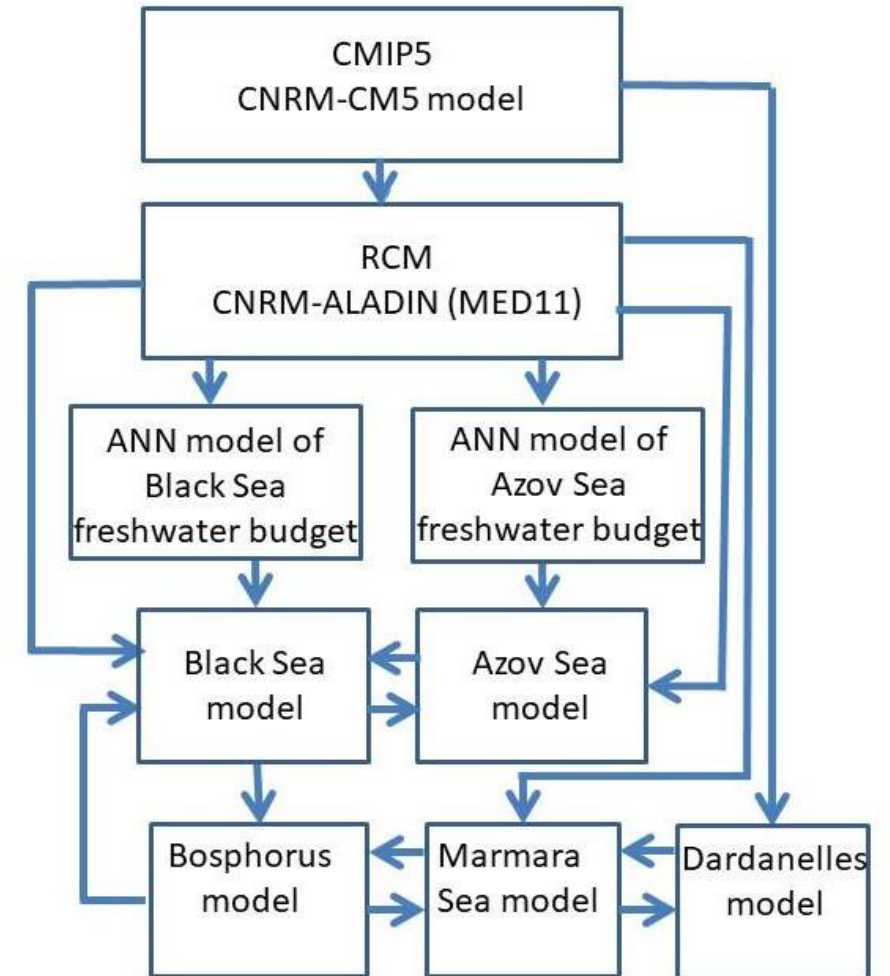 CMIP5
CNRM-CM5 model
RCM
CNRM-ALADIN (MED11)
ANN model of
Black Sea
freshwater budget
ANN model of
Azov Sea
freshwater budget
Black Sea
model
Azov Sea
model
Bosphorus
model
Marmara
Sea model
Dardanelles
model